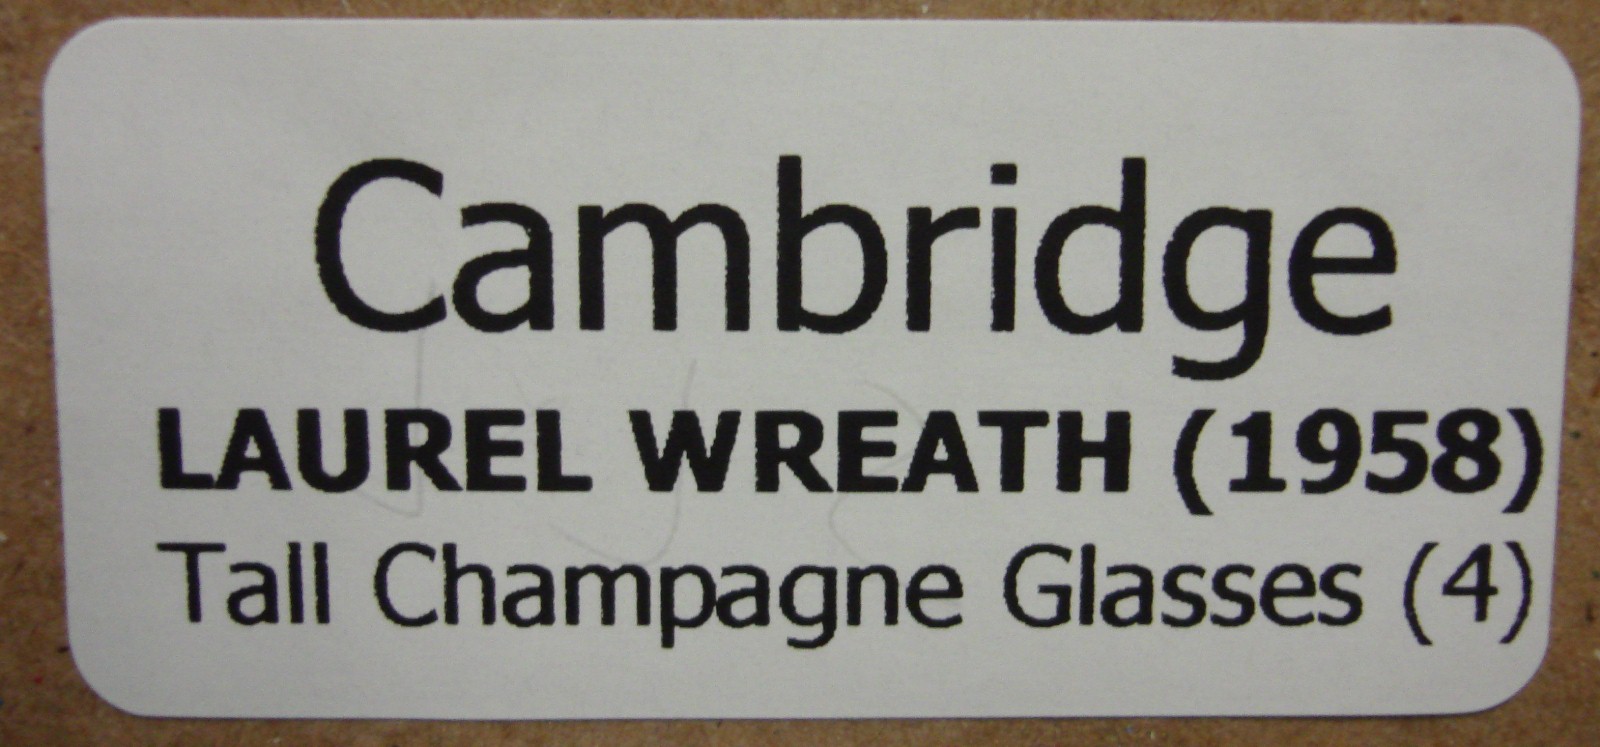 Cambridge
LAUREL WREATH (1958)
Tall Champagne Glasses (4)